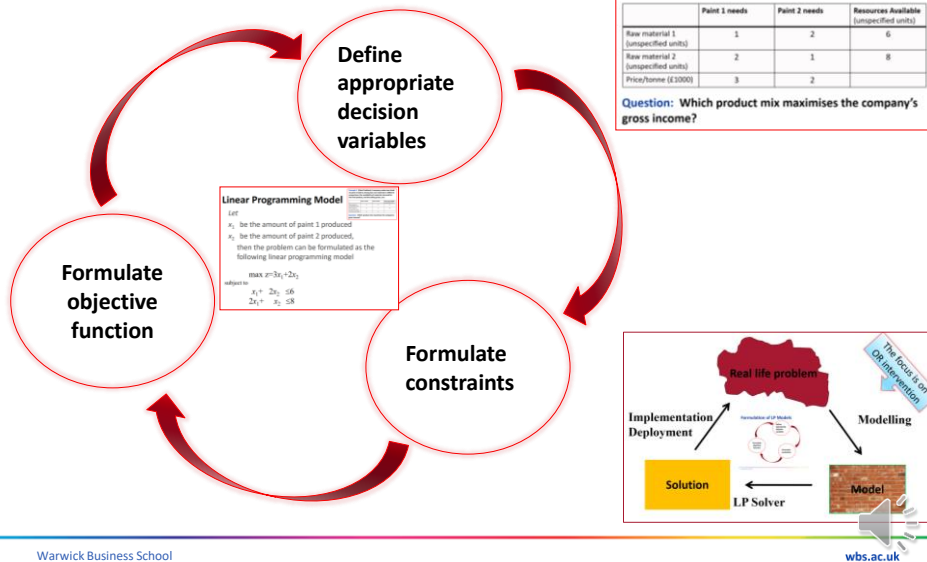 Define
appropriate
decision
variables
Formulate
constraints
Formulate
objective
function
Linear Programming Model
Let
x₁ be the amount of paint 1 produced
x₂ be the amount of paint 2 produced,
then the problem can be formulated as the
following linear programming model
max z=3x₁+2x₂
subject to
x₁+ 2x₂ ≤6
2x₁+ x₂ ≤8
Paint 1 needs Paint 2 needs Resources Available
(unspecified units)
Raw material 1 1 2 6
(unspecified units)
Raw material 2 2 1 8
(unspecified units)
Price/tonne (£1000) 3 2
Question: Which product mix maximises the company's
gross income?
Real life problem
The focus is on
OR intervention
Implementation
Deployment
Formulation of LP Models
Modelling
Solution
Model
LP Solver
Warwick Business School
wbs.ac.uk